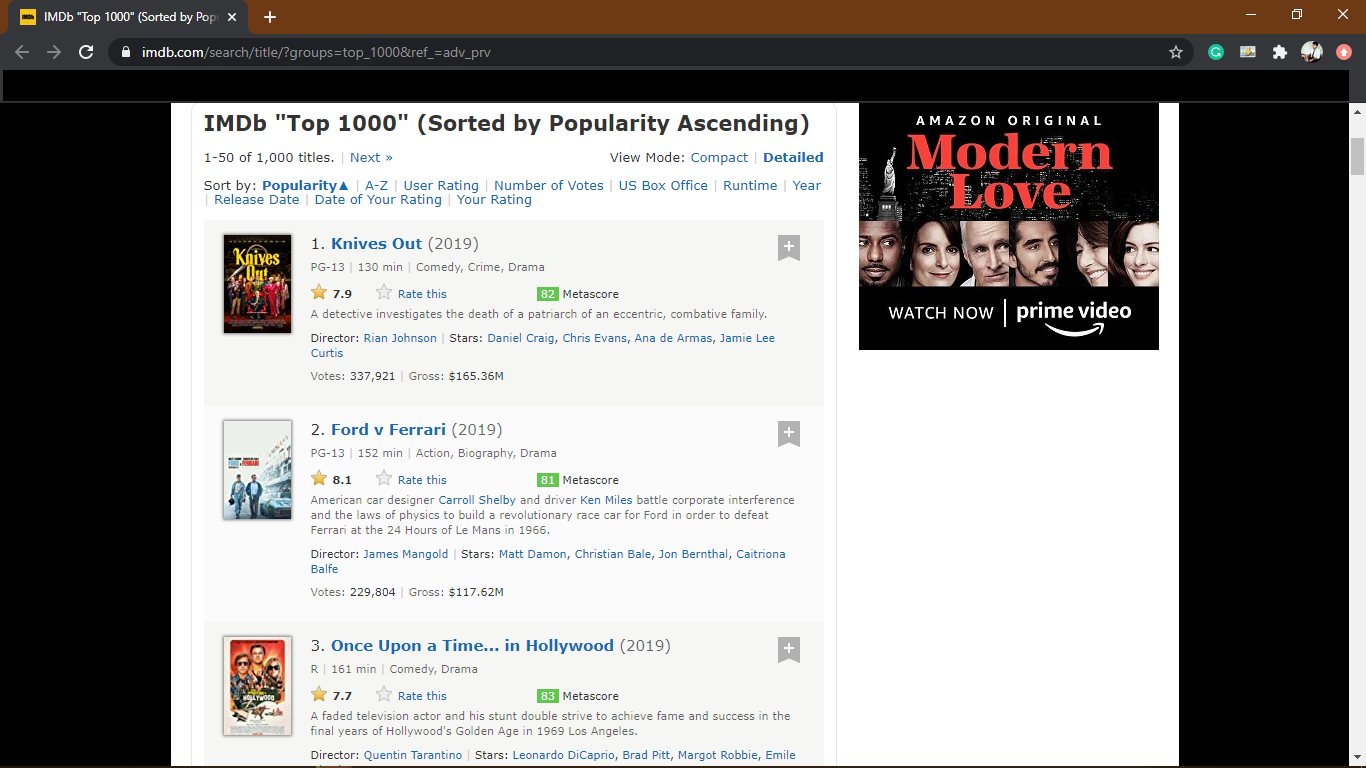 IMDb "Top 1000" (Sorted by Pop
imdb.com/search/title/?groups=top_1000&ref_=adv_prv
IMDb "Top 1000" (Sorted by Popularity Ascending)
1-50 of 1,000 titles. | Next »
View Mode: Compact | Detailed
Sort by: Popularity▲ | A-Z | User Rating | Number of Votes | US Box Office | Runtime | Year
| Release Date | Date of Your Rating | Your Rating
Knives Out
1. Knives Out (2019)
PG-13 | 130 min | Comedy, Crime, Drama
7.9 Rate this 82 Metascore
A detective investigates the death of a patriarch of an eccentric, combative family.
Director: Rian Johnson | Stars: Daniel Craig, Chris Evans, Ana de Armas, Jamie Lee
Curtis
Votes: 337,921 | Gross: $165.36M
2. Ford v Ferrari (2019)
PG-13 | 152 min | Action, Biography, Drama
8.1 Rate this 81 Metascore
American car designer Carroll Shelby and driver Ken Miles battle corporate interference
and the laws of physics to build a revolutionary race car for Ford in order to defeat
Ferrari at the 24 Hours of Le Mans in 1966.
Director: James Mangold | Stars: Matt Damon, Christian Bale, Jon Bernthal, Caitriona
Balfe
Votes: 229,804 | Gross: $117.62M
3. Once Upon a Time... in Hollywood (2019)
R | 161 min | Comedy, Drama
7.7 Rate this 83 Metascore
A faded television actor and his stunt double strive to achieve fame and success in the
final years of Hollywood's Golden Age in 1969 Los Angeles.
Director: Quentin Tarantino | Stars: Leonardo DiCaprio, Brad Pitt, Margot Robbie, Emile
AMAZON ORIGINAL
Modern
Love
WATCH NOW | prime video